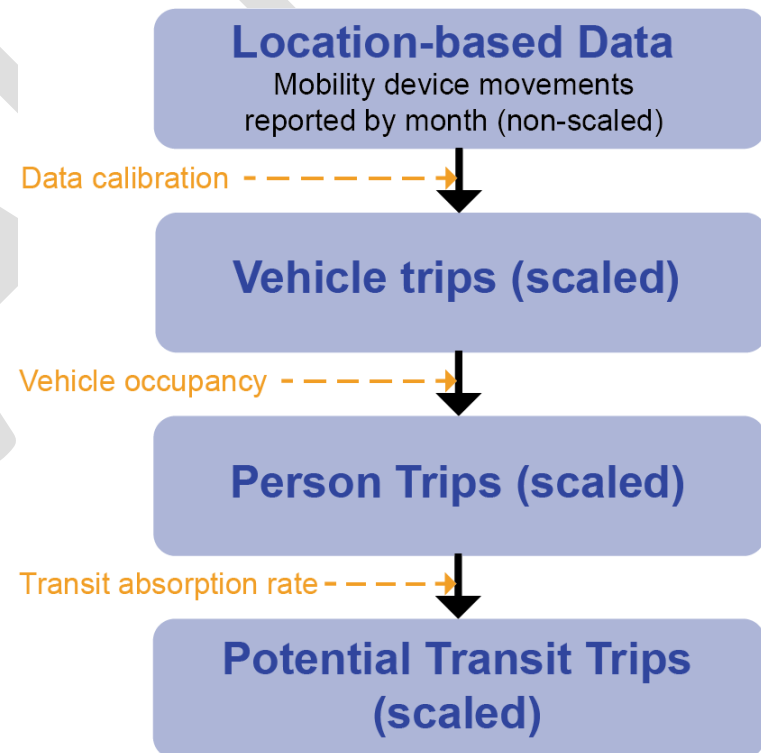 Location-based Data
Mobility device movements
reported by month (non-scaled)
Data calibration
Vehicle trips (scaled)
Vehicle occupancy
Person Trips (scaled)
Transit absorption rate
Potential Transit Trips
(scaled)